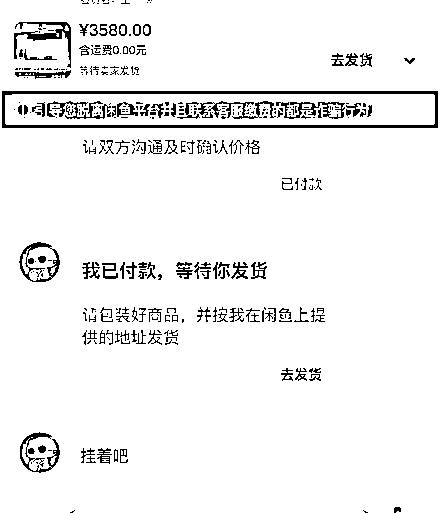 ¥3580.00
含运费0.00元
等待卖家发货
去发货
引导您脱离闲鱼平台并且联系客服缴费的都是诈骗行为
请双方沟通及时确认价格
已付款
我已付款，等待你发货
请包装好商品，并按我在闲鱼上提
供的地址发货
去发货
挂着吧